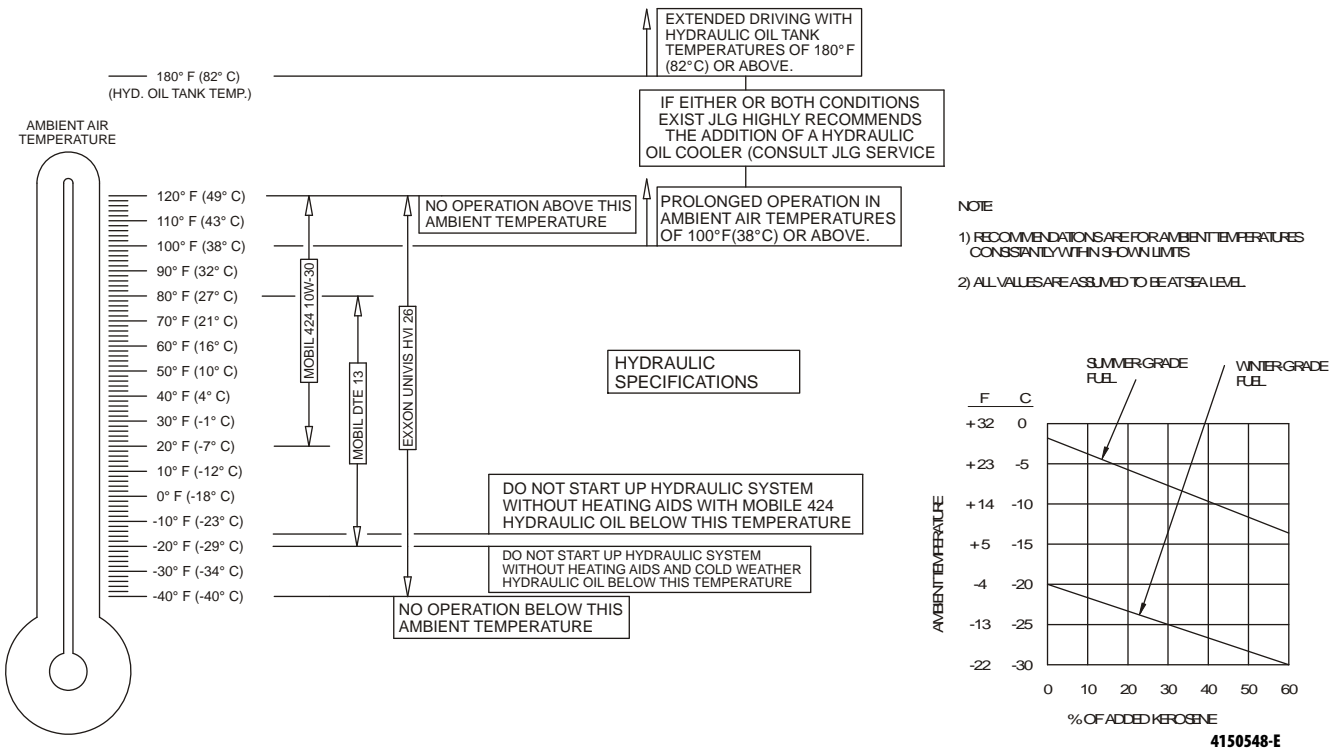 EXTENDED DRIVING WITH
HYDRAULIC OIL TANK
TEMPERATURES OF 180°F
(82°C) OR ABOVE.
180° F (82° C)
(HYD. OIL TANK TEMP.)
IF EITHER OR BOTH CONDITIONS
EXIST JLG HIGHLY RECOMMENDS
THE ADDITION OF A HYDRAULIC
OIL COOLER (CONSULT JLG SERVICE
AMBIENT AIR
TEMPERATURE
120° F (49° C)
110° F (43° C)
100° F (38° C)
90° F (32° C)
80° F (27° C)
70° F (21° C)
60° F (16° C)
50° F (10° C)
40° F (4° C)
30° F (-1° C)
20° F (-7° C)
10° F (-12° C)
0° F (-18° C)
-10° F (-23° C)
-20° F (-29° C)
-30° F (-34° C)
-40° F (-40° C)
MOBIL 424 10W-30
MOBIL DTE 13
EXXON UNIVIS HVI 26
NO OPERATION ABOVE THIS
AMBIENT TEMPERATURE
PROLONGED OPERATION IN
AMBIENT AIR TEMPERATURES
OF 100°F(38°C) OR ABOVE.
HYDRAULIC
SPECIFICATIONS
DO NOT START UP HYDRAULIC SYSTEM
WITHOUT HEATING AIDS WITH MOBILE 424
HYDRAULIC OIL BELOW THIS TEMPERATURE
DO NOT START UP HYDRAULIC SYSTEM
WITHOUT HEATING AIDS AND COLD WEATHER
HYDRAULIC OIL BELOW THIS TEMPERATURE
NO OPERATION BELOW THIS
AMBIENT TEMPERATURE
NOTE:
1) RECOMMENDATIONS ARE FOR AMBIENT TEMPERATURES
CONSISTANTLY WITHIN SHOWN LIMITS
2) ALL VALUES ARE ASSUMED TO BE AT SEA LEVEL.
SUMMER-GRADE
FUEL
WINTER-GRADE
FUEL
F C
+32 0
+23 -5
+14 -10
+5 -15
-4 -20
-13 -25
-22 -30
AMBIENT TEMPERATURE
0 10 20 30 40 50 60
% OF ADDED KEROSENE
4150548-E